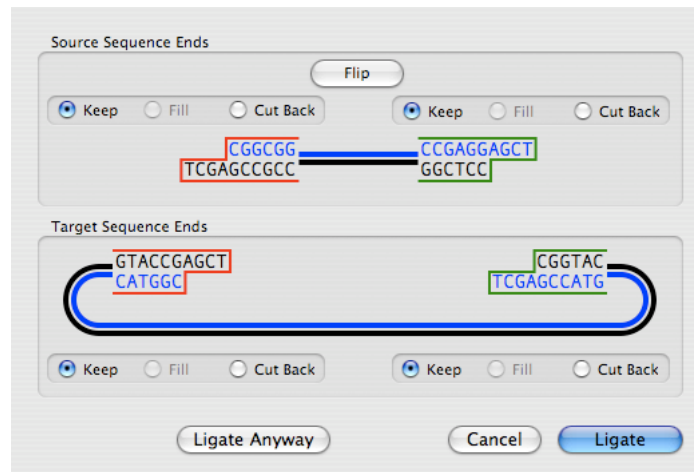 Source Sequence Ends
Flip
Keep Fill Cut Back Keep Fill Cut Back
CGGCGG CCGAGGAGCT
TCGAGCCGCC GGCTCC
Target Sequence Ends
GTACCGAGCT CGGTAC
CATGGC TCGAGCCATG
Keep Fill Cut Back Keep Fill Cut Back
Ligate Anyway Cancel Ligate